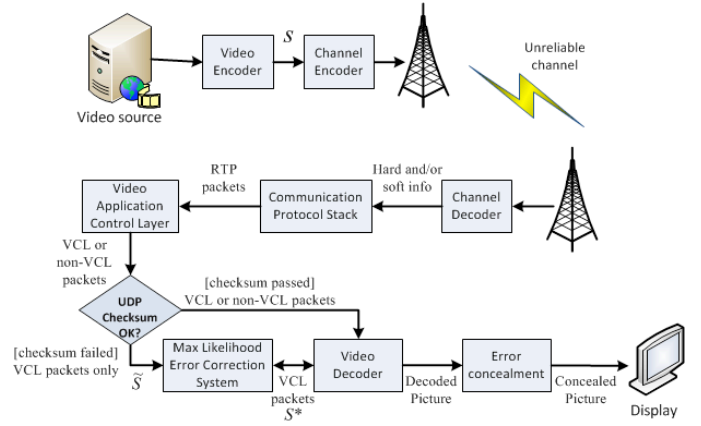 Video source
Video
Encoder
S
Channel
Encoder
Unreliable
channel
Video
Application
Control Layer
RTP
packets
Communication
Protocol Stack
Hard and/or
soft info
Channel
Decoder
VCL or
non-VCL
packets
UDP
Checksum
OK?
[checksum passed]
VCL or non-VCL packets
[checksum failed]
VCL packets only
S̃
Max Likelihood
Error Correction
System
VCL
packets
S*
Video
Decoder
Decoded
Picture
Error
concealment
Concealed
Picture
Display